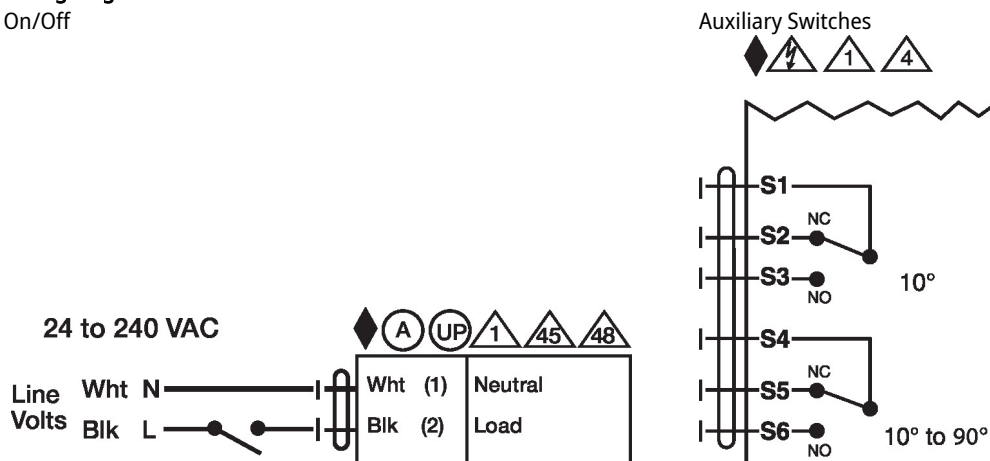 On/Off
24 to 240 VAC
A UP 1 45 48
Line
Volts
Wht N
Blk L
Wht (1) Neutral
Blk (2) Load
Auxiliary Switches
1 4
S1
NC
S2
S3
NO
10°
S4
NC
S5
S6
NO
10° to 90°